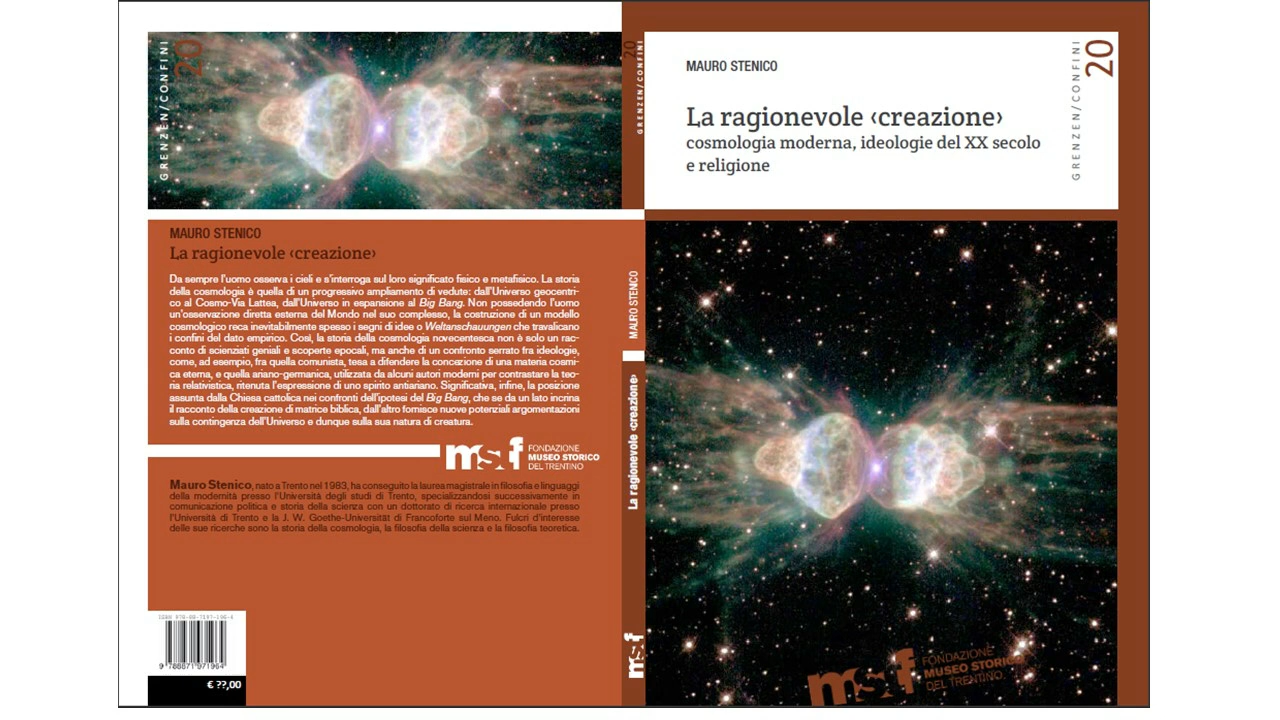 GRENZEN/CONFINI
20
MAURO STENICO
La ragionevole ‹creazione›
Da sempre l'uomo osserva i cieli e s'interroga sul loro significato fisico e metafisico. La storia
della cosmologia è quella di un progressivo ampliamento di vedute: dall'Universo geocentri-
co al Cosmo-Via Lattea, dall'Universo in espansione al Big Bang. Non possedendo l'uomo
un'osservazione diretta esterna del Mondo nel suo complesso, la costruzione di un modello
cosmologico reca inevitabilmente spesso i segni di idee o Weltanschauungen che travalicano
i confini del dato empirico. Così, la storia della cosmologia novecentesca non è solo un rac-
conto di scienziati geniali e scoperte epocali, ma anche di un confronto serrato fra ideologie,
come, ad esempio, fra quella comunista, tesa a difendere la concezione di una materia cosmi-
ca eterna, e quella ariano-germanica, utilizzata da alcuni autori moderni per contrastare la teo-
ria relativistica, ritenuta l'espressione di uno spirito antiariano. Significativa, infine, la posizione
assunta dalla Chiesa cattolica nei confronti dell'ipotesi del Big Bang, che se da un lato incrina
il racconto della creazione di matrice biblica, dall'altro fornisce nuove potenziali argomentazioni
sulla contingenza dell'Universo e dunque sulla sua natura di creatura.
msf FONDAZIONE
MUSEO STORICO
DEL TRENTINO
Mauro Stenico, nato a Trento nel 1983, ha conseguito la laurea magistrale in filosofia e linguaggi
della modernità presso l'Università degli studi di Trento, specializzandosi successivamente in
comunicazione politica e storia della scienza con un dottorato di ricerca internazionale presso
l'Università di Trento e la J. W. Goethe-Universität di Francoforte sul Meno. Fulcri d'interesse
delle sue ricerche sono la storia della cosmologia, la filosofia della scienza e la filosofia teoretica.
ISBN 978-88-7197-196-4
9 788871 971964
€ ??,00
20
GRENZEN/CONFINI
MAURO STENICO
La ragionevole ‹creazione›
msf
MAURO STENICO
La ragionevole ‹creazione›
cosmologia moderna, ideologie del XX secolo
e religione
GRENZEN/CONFINI
20
msf FONDAZIONE
MUSEO STORICO
DEL TRENTINO